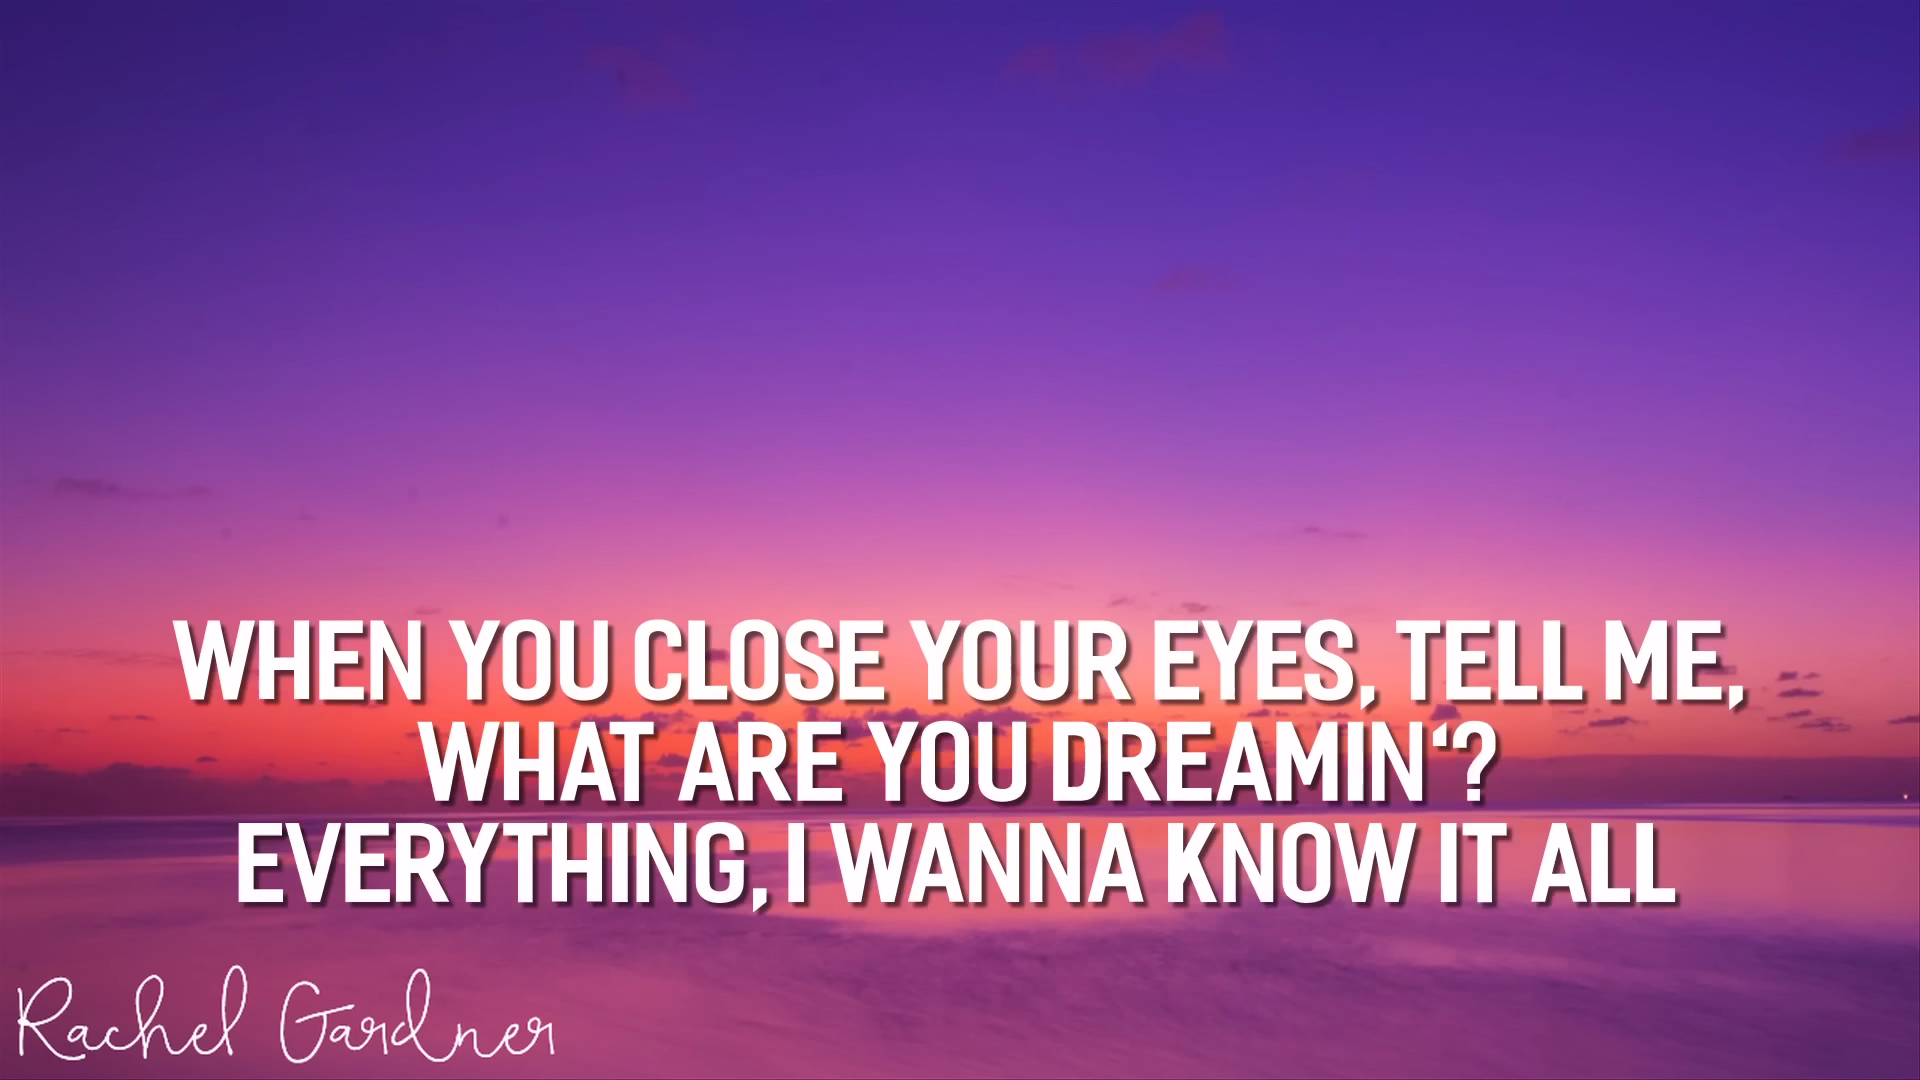 WHEN YOU CLOSE YOUR EYES, TELL ME,
WHAT ARE YOU DREAMIN‘?
EVERYTHING, I WANNA KNOW IT ALL
Rachel Gardner